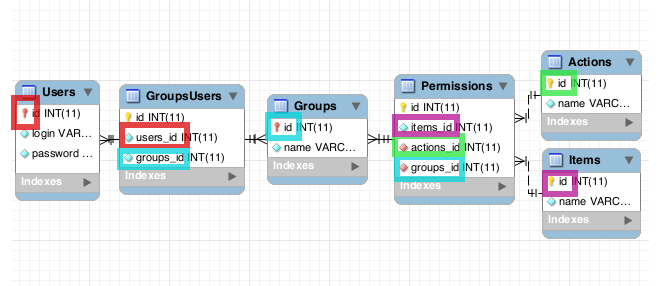 Users
id INT(11)
login VAR...
password ...
Indexes
GroupsUsers
id INT(11)
users_id INT(11)
groups_id INT(11)
Indexes
Groups
id INT(11)
name VARC...
Indexes
Permissions
id INT(11)
items_id INT(11)
actions_id INT(11)
groups_id INT(11)
Indexes
Actions
id INT(11)
name VARC...
Indexes
Items
id INT(11)
name VARC...
Indexes